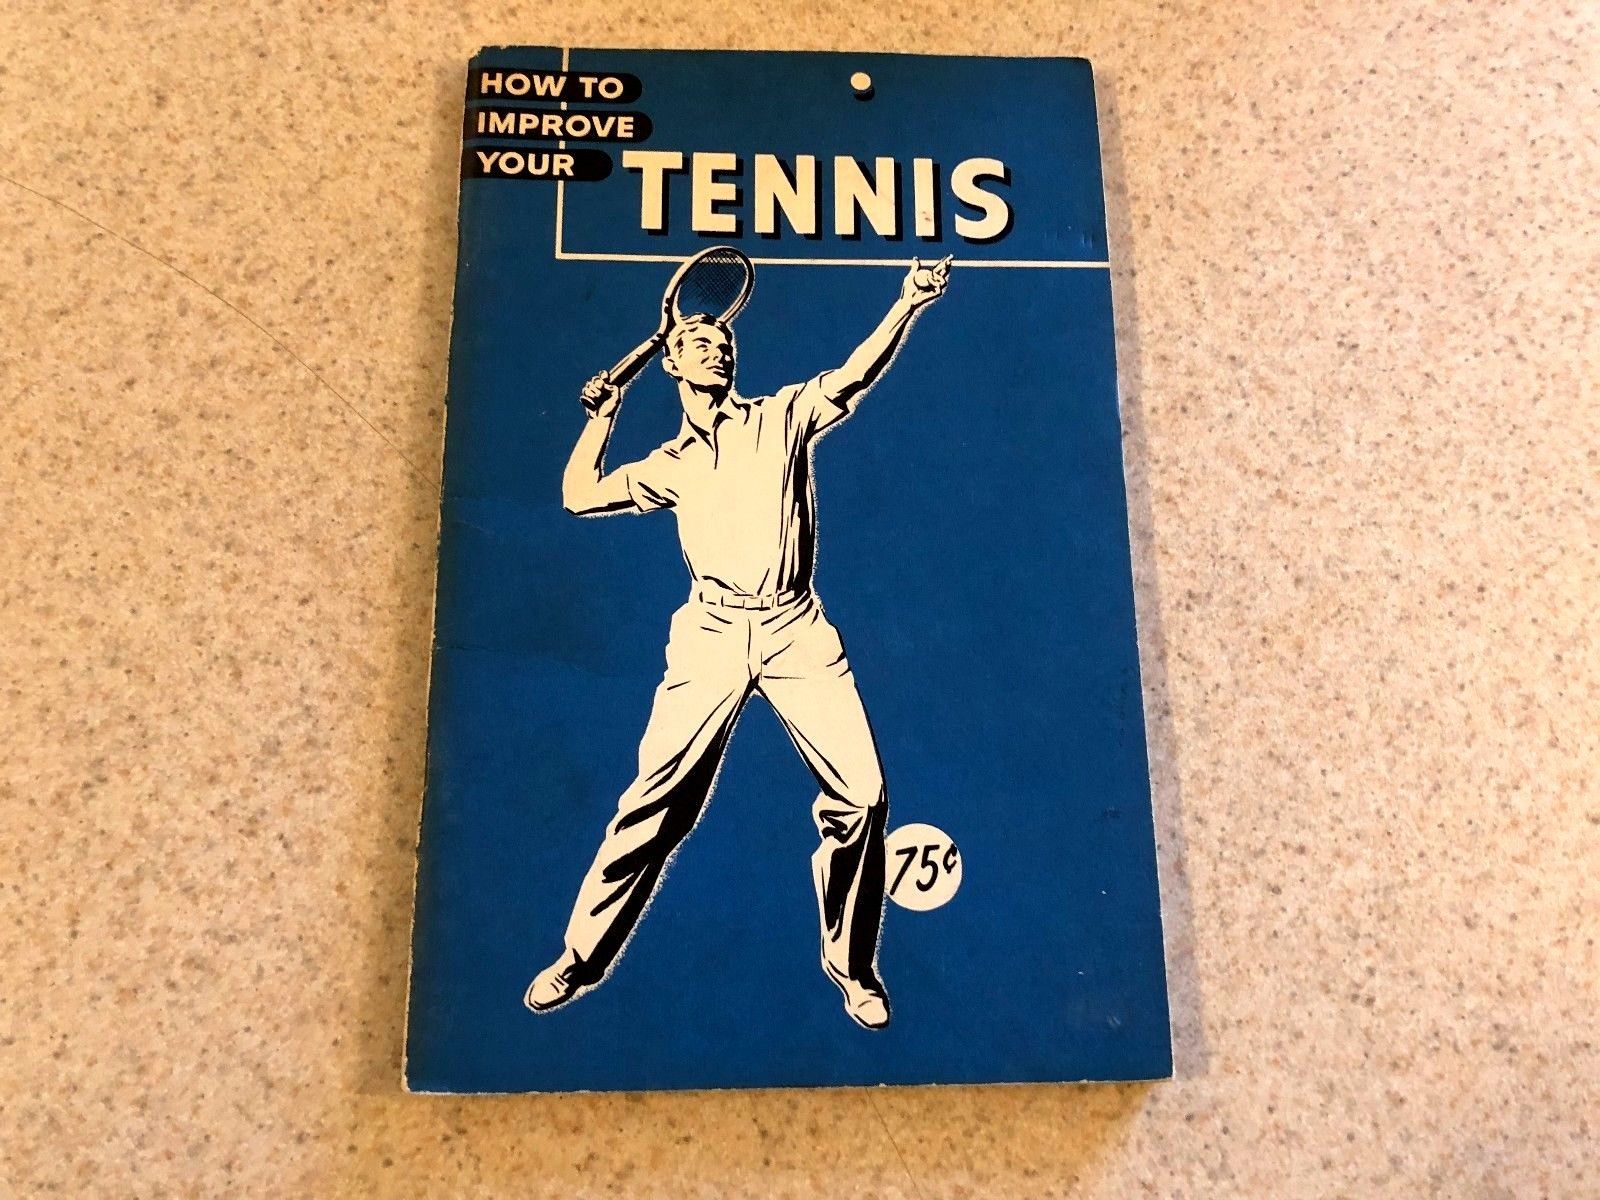 HOW TO
IMPROVE
YOUR
TENNIS
75¢